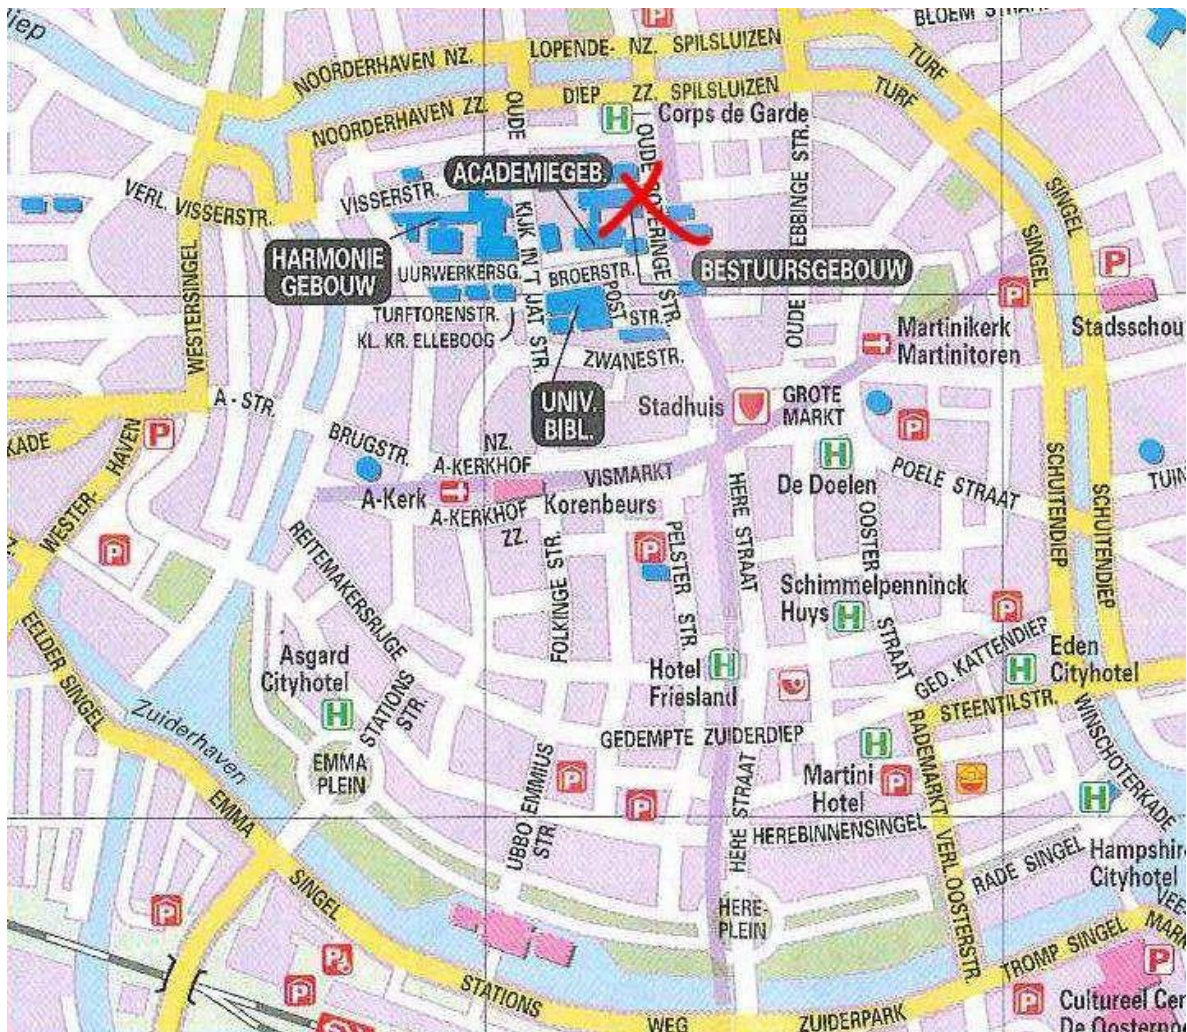 diep
BLOEM
LOPENDE- NZ. SPILSLUIZEN
NOORDERHAVEN NZ.
TURF
DIEP ZZ. SPILSLUIZEN
TURF
NOORDERHAVEN ZZ.
OUDE
Corps de Garde
OUDE
EBBINGE STR.
OUDE
ACADEMIEGEB.
VISSERSTR.
VERL. VISSERSTR.
SINGEL
SINGEL
KIJK IN 'T JAT STR.
HARMONIE
GEBOUW
UURWERKERSG.
BROERSTR.
BESTUURSGEBOUW
STR.
P
P
WESTERSINGEL
TURFTORENSTR.
POST
STR.
KL. KR. ELLEBOOG
Martinikerk
Martinitoren
Stadsschou
ZWANESTR.
UNIV.
BIBL.
Stadhuis
GROTE
MARKT
A - STR.
BRUGSTR.
KADE
WESTER-
HAVEN
P
P
NZ.
A-KERKHOF
VISMARKT
De Doelen
POELE STRAAT
SCHUITENDIEP
SCHUITENDIEP
TUIN
A-Kerk
A-KERKHOF
ZZ.
Korenbeurs
HERE STRAAT
OOSTER
STRAAT
PELSTER STR.
FOLKINGE STR.
REITEMAKERSRIJGE
Schimmelpenninck
Huys
H
P
EELDER SINGEL
Asgard
Cityhotel
H
STATIONS
STR.
Hotel
Friesland
H
GED. KATTENDIEP
Eden
Cityhotel
H
STEENTILSTR.
Zuiderhaven
GEDEMPTE ZUIDERDIEP
RADEMARKT
WINSCHOTERKADE
EMMA
PLEIN
UBBO EMMIUS
STR.
HERE STRAAT
Martini
Hotel
P
H
EMMA
SINGEL
HEREBINNENSINGEL
VERL. OOSTERSTR.
RADE SINGEL
Hampshire
Cityhotel
HERE-
PLEIN
TROMP SINGEL
MARK
STATIONS
WEG
ZUIDERPARK
P
Cultureel Cen
De Oosterpo